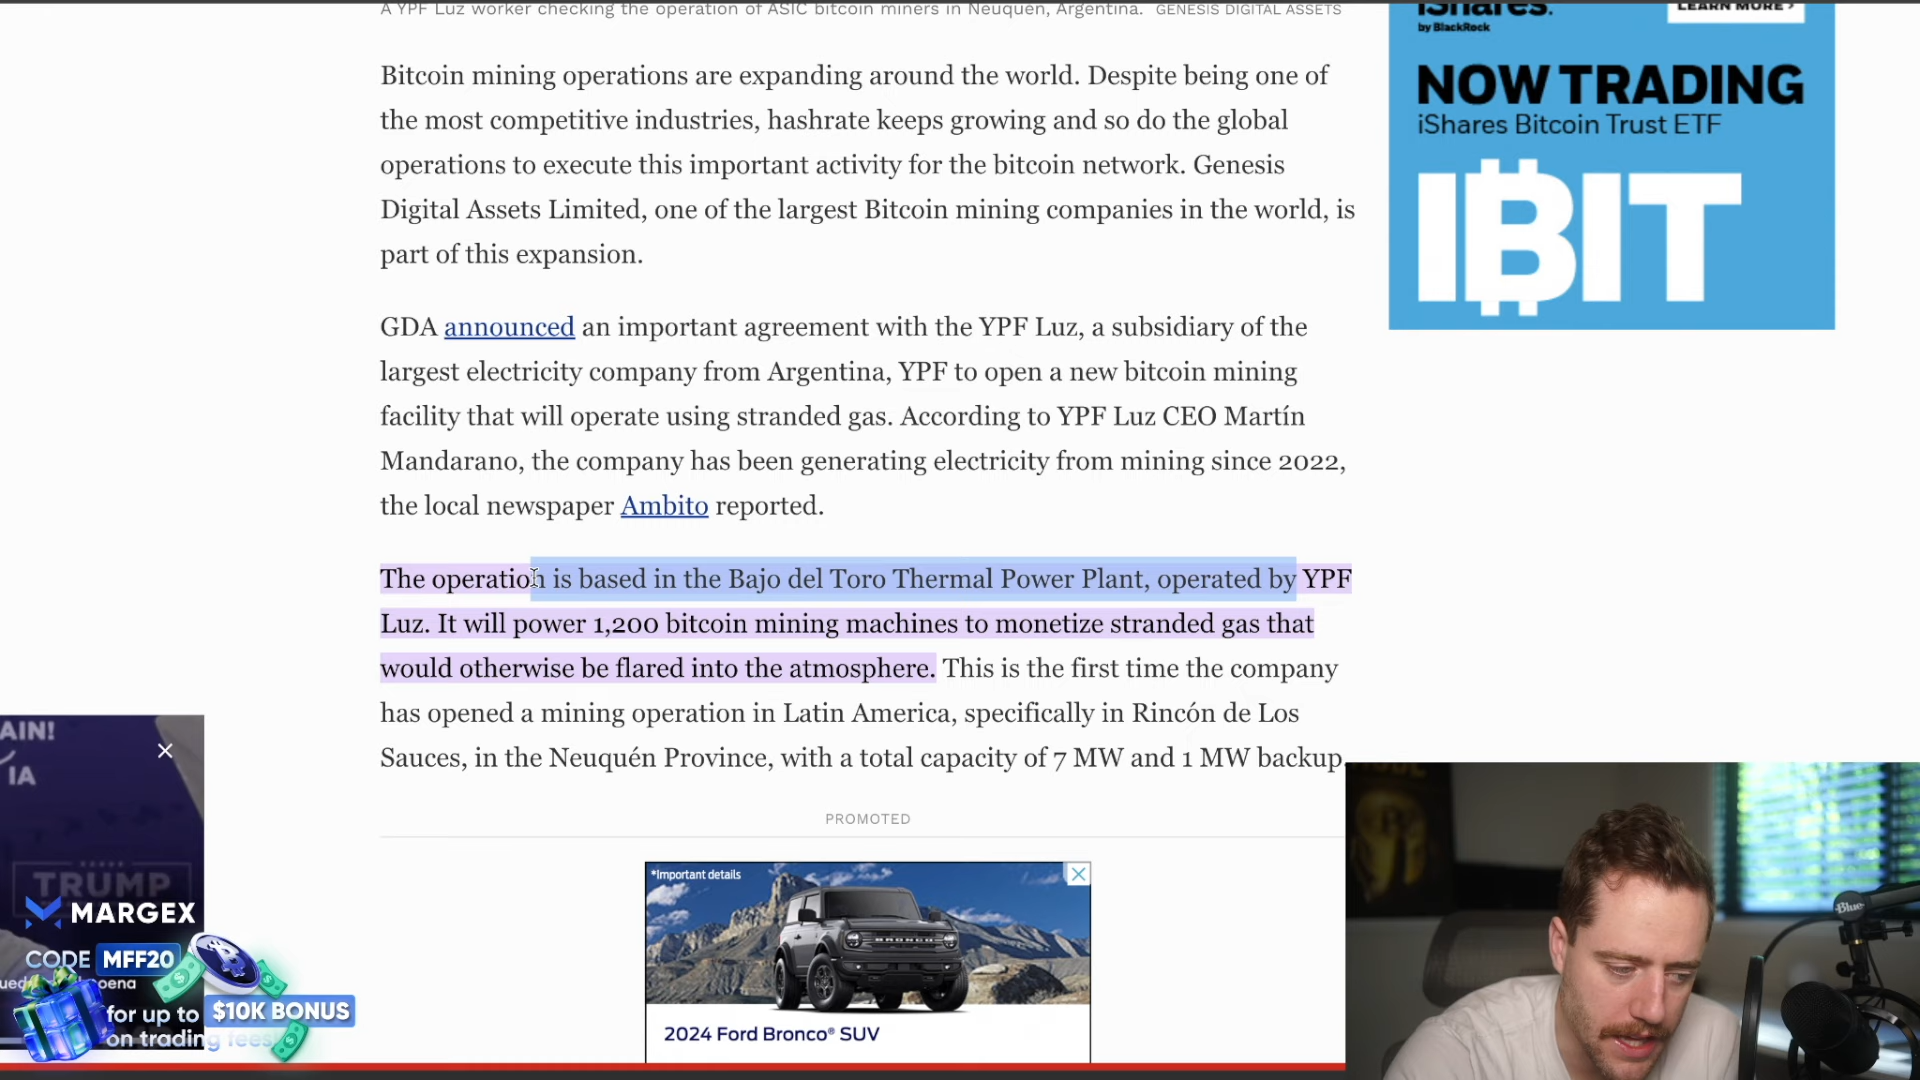 A YPF Luz worker checking the operation of ASIC bitcoin miners in Neuquén, Argentina. GENESIS DIGITAL ASSETS
Bitcoin mining operations are expanding around the world. Despite being one of
the most competitive industries, hashrate keeps growing and so do the global
operations to execute this important activity for the bitcoin network. Genesis
Digital Assets Limited, one of the largest Bitcoin mining companies in the world, is
part of this expansion.
GDA announced an important agreement with the YPF Luz, a subsidiary of the
largest electricity company from Argentina, YPF to open a new bitcoin mining
facility that will operate using stranded gas. According to YPF Luz CEO Martín
Mandarano, the company has been generating electricity from mining since 2022,
the local newspaper Ambito reported.
The operation is based in the Bajo del Toro Thermal Power Plant, operated by YPF
Luz. It will power 1,200 bitcoin mining machines to monetize stranded gas that
would otherwise be flared into the atmosphere. This is the first time the company
has opened a mining operation in Latin America, specifically in Rincón de Los
Sauces, in the Neuquén Province, with a total capacity of 7 MW and 1 MW backup.
PROMOTED
*Important details
BRONCO
2024 Ford Bronco® SUV
iShares.
by BlackRock
LEARN MORE >
NOW TRADING
iShares Bitcoin Trust ETF
IBIT
AIN!
IA
TRUMP
MARGEX
CODE MFF20
oena
for up to $10K BONUS
on trading fees
Blue